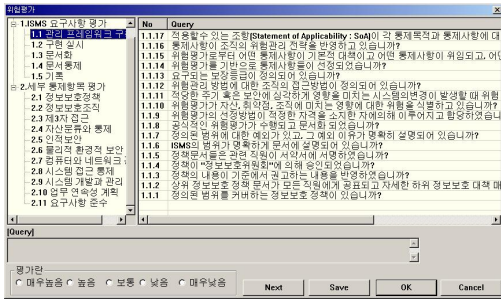 위험평가
1.ISMS 요구사항 평가
1.1 관리 프레임워크 구
1.2 구현 실시
1.3 문서화
1.4 문서통제
1.5 기록
2.세부 통제항목 평가
2.1 정보보호정책
2.2 정보보호조직
2.3 제3자 접근
2.4 자산분류와 통제
2.5 인적보안
2.6 물리적 환경적 보안
2.7 컴퓨터와 네트워크
2.8 시스템 접근 통제
2.9 시스템 개발과 관리
2.10 업무 연속성 계획
2.11 요구사항 준수
No Query
1.1.17 적용할수 있는 조항(Statement of Applicability : SoA)이 각 통제목적과 통제사항에 대
1.1.16 통제사항이 조직의 위험관리 전략을 반영하고 있습니까?
1.1.15 위험평가로부터 어떤 통제사항이 기본적 대책이고 어떤 통제사항이 위임되고, 어떤
1.1.14 위험평가를 기반으로 통제사항들이 선정되었습니까?
1.1.13 요구되는 보장등급이 정의되어 있습니까?
1.1.12 위험관리 방법에 대한 조직의 접근방법이 정의되어 있습니까?
1.1.11 일정한 주기 혹은 보안에 심각하게 영향을 미치는 시스템의변경이 발생할 때 위험
1.1.10 위험평가가 자산, 취약점, 조직에 미치는 영향에 대한 위험을 식별하고 있습니까?
1.1.9 위험평가의 선정방법이 적정한 자격을 소지한 자에의해 이루어지고 합당하였습니
1.1.8 공식적인 위험평가가 수행되고 문서화 되었습니까?
1.1.7 정의된 범위에 대한 예외가 있고, 그 예외 이유가 명확히 설명되어 있습니까?
1.1.6 ISMS의 범위가 명확하게 문서에 설명되어 있습니까?
1.1.5 정책문서들은 관련 직원이 서약서에 서명하였습니까?
1.1.4 정책이 "정보보호위원회"에 의해 승인되었습니까?
1.1.3 정책의 내용이 기준에서 권고하는 내용을 반영하였습니까?
1.1.2 상위 정보보호 정책 문서가 모든 직원에게 공표되고 자세한 하위 정보보호 대책 매
1.1.1 정의된 범위를 커버하는 정보보호 정책이 있습니까?
[Query]
평가란
매우높음 높음 보통 낮음 매우낮음
Next Save OK Cancel